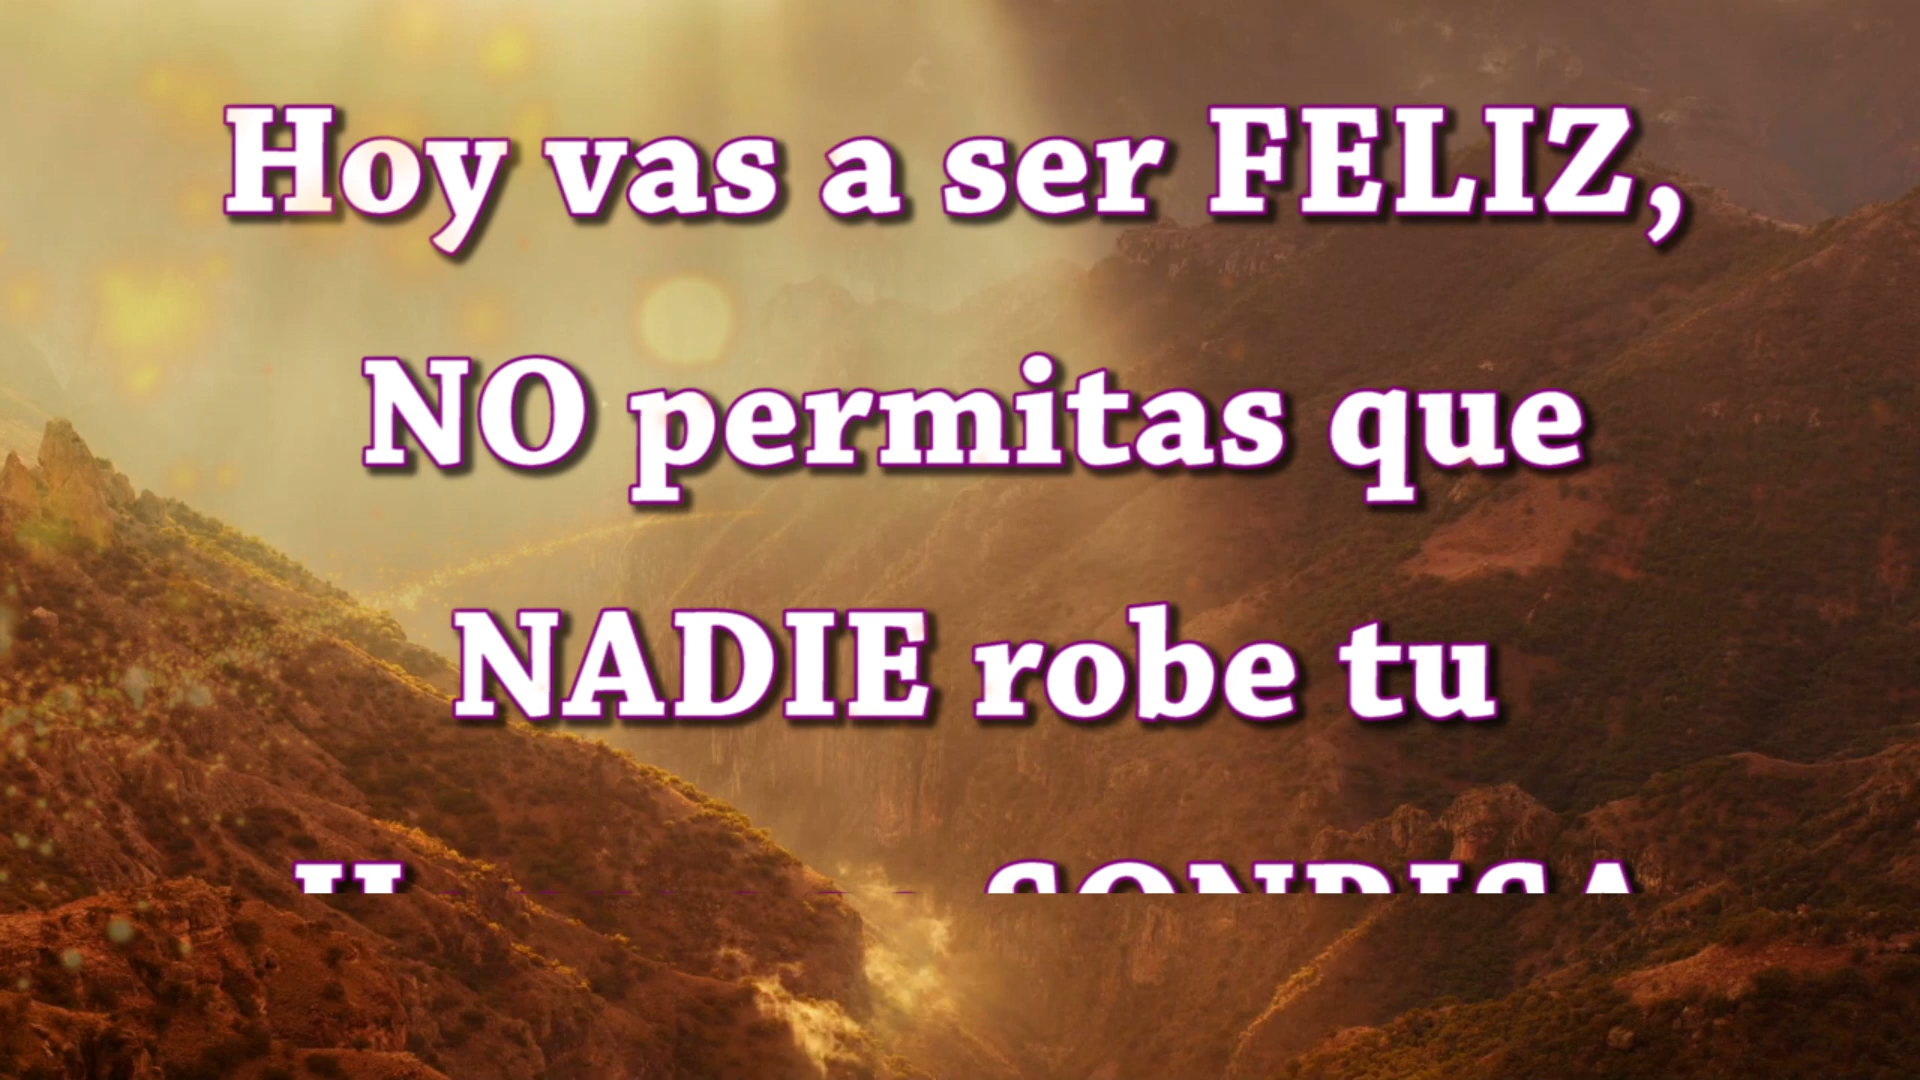 Hoy vas a ser FELIZ,
NO permitas que
NADIE robe tu